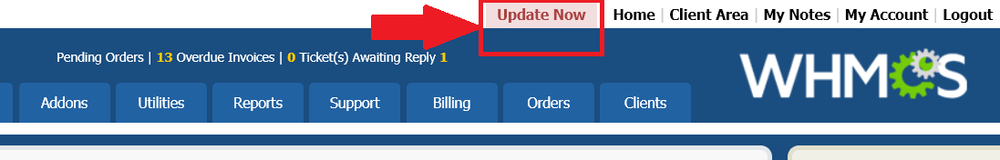 Update Now Home | Client Area | My Notes | My Account | Logout
Pending Orders | 13 Overdue Invoices | 0 Ticket(s) Awaiting Reply 1
WHMCS
Addons Utilities Reports Support Billing Orders Clients